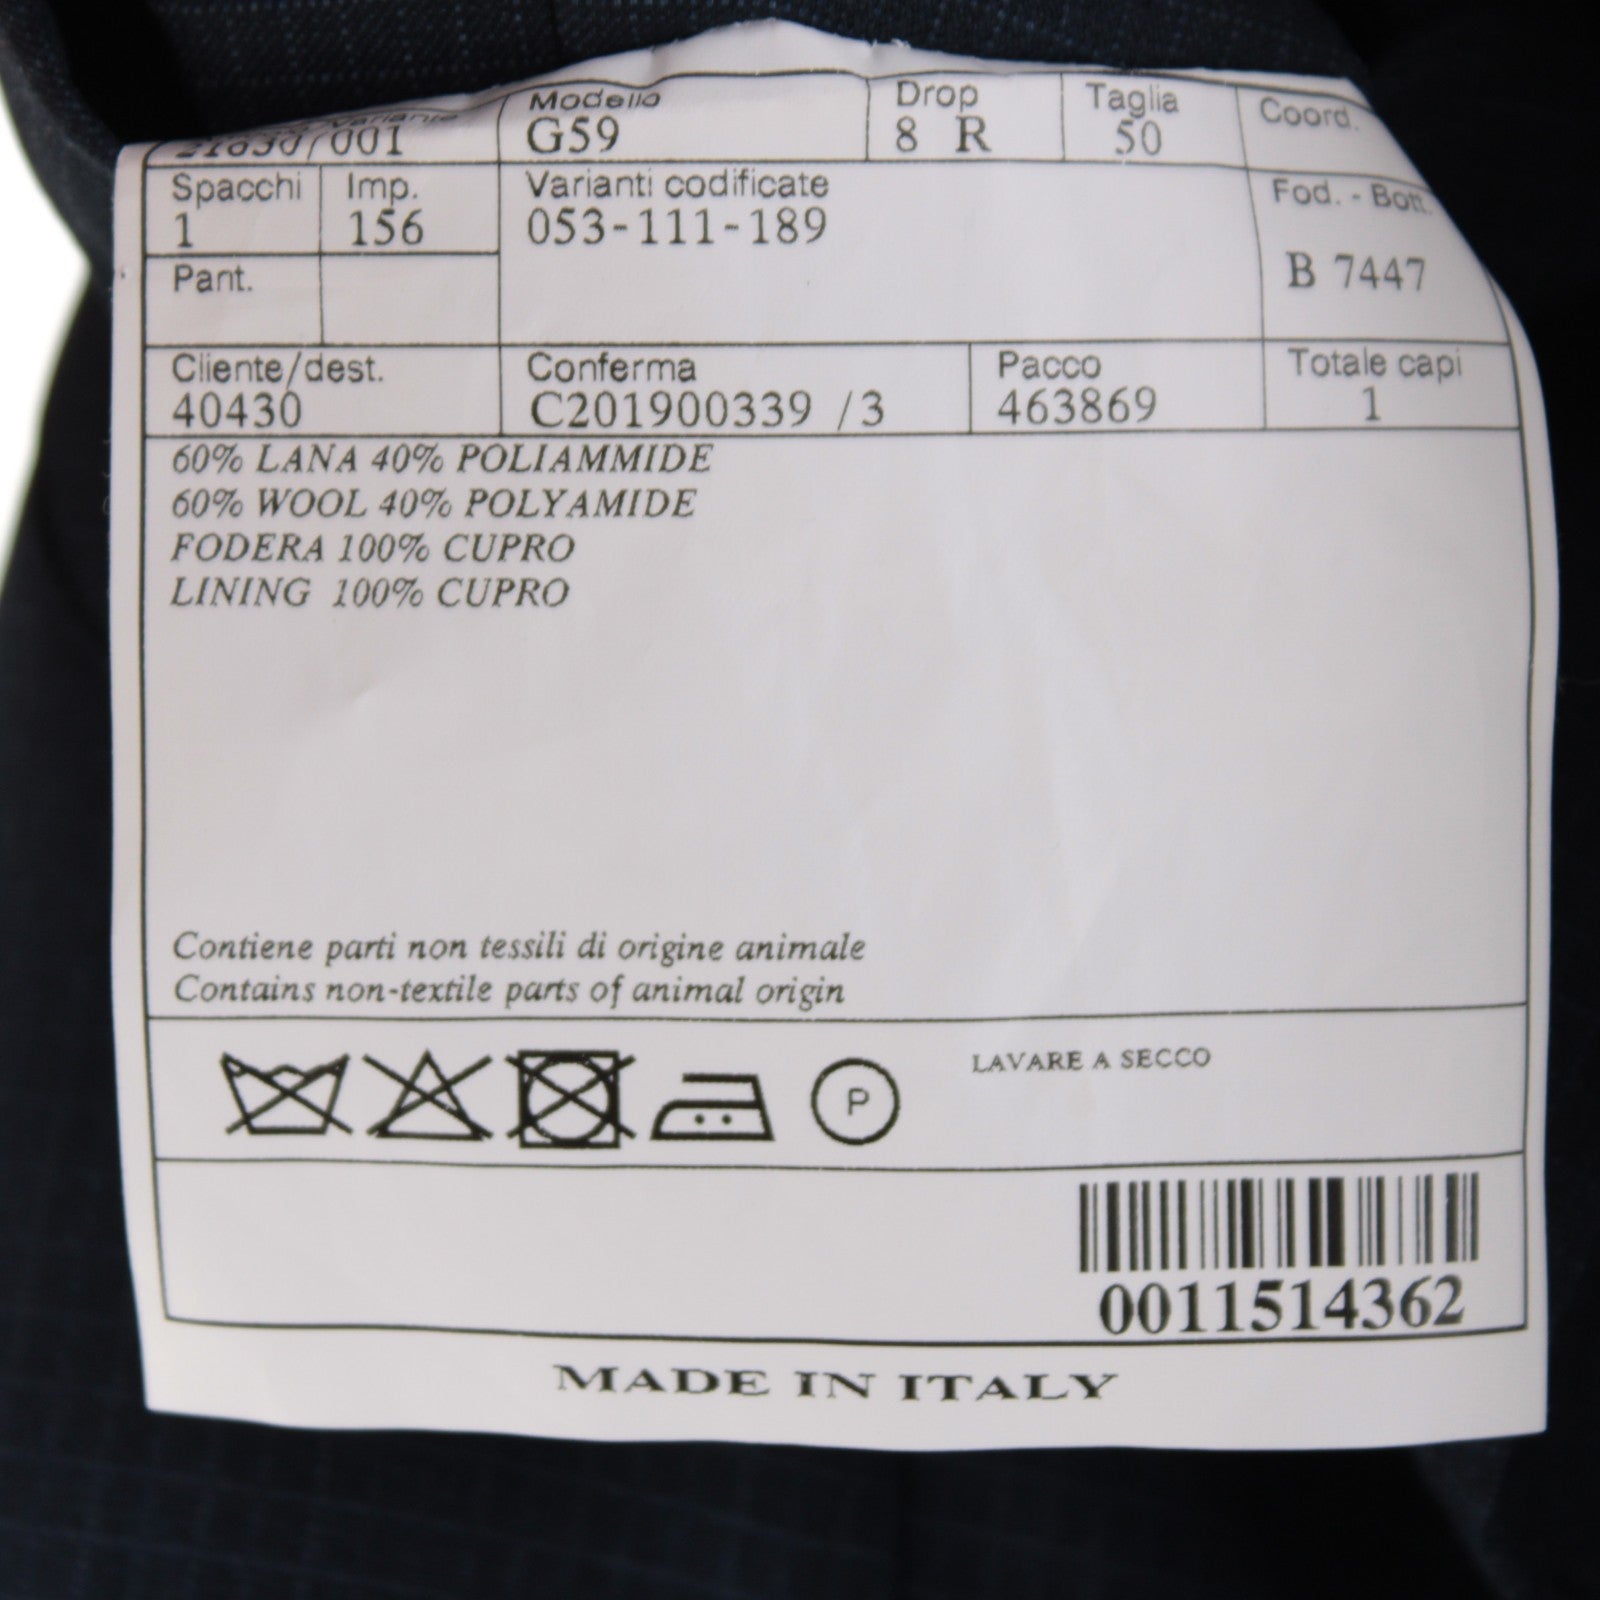 Modello Drop Taglia Coord.
/001 G59 8 R 50
Spacchi Imp. Varianti codificate Fod. - Bott.
1 156 053-111-189
Pant. B 7447
Cliente/dest. Conferma Pacco Totale capi
40430 C201900339 /3 463869 1
60% LANA 40% POLIAMMIDE
60% WOOL 40% POLYAMIDE
FODERA 100% CUPRO
LINING 100% CUPRO
Contiene parti non tessili di origine animale
Contains non-textile parts of animal origin
P LAVARE A SECCO
0011514362
MADE IN ITALY